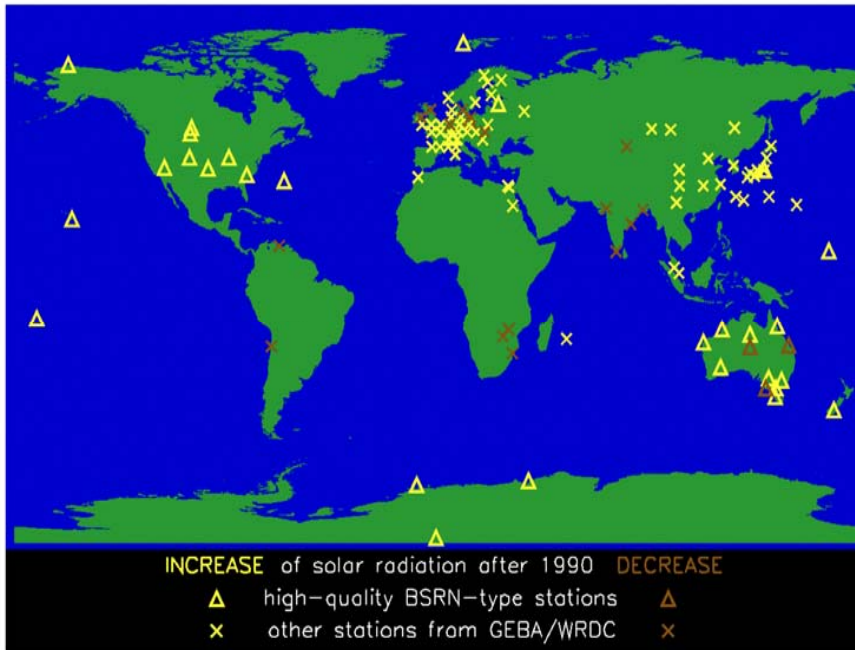 INCREASE of solar radiation after 1990 DECREASE
high-quality BSRN-type stations
other stations from GEBA/WRDC